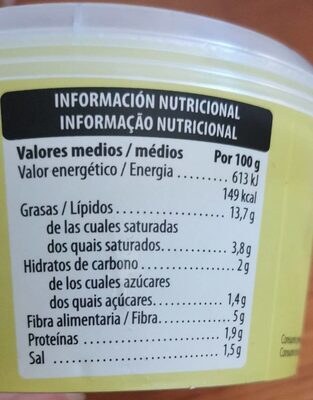 INFORMACIÓN NUTRICIONAL
INFORMAÇÃO NUTRICIONAL
Valores medios / médios Por 100 g
Valor energético / Energia .......... 613 kJ
149 kcal
Grasas / Lípidos .................... 13,7 g
de las cuales saturadas
dos quais saturados ............. 3,8 g
Hidratos de carbono ................. 2 g
de los cuales azúcares
dos quais açúcares .............. 1,4 g
Fibra alimentaria / Fibra ........... 5 g
Proteínas ........................... 1,9 g
Sal ................................. 1,5 g